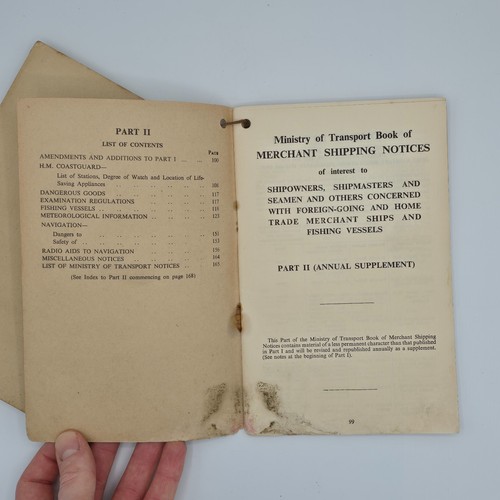 PART II
LIST OF CONTENTS
Page
AMENDMENTS AND ADDITIONS TO PART I .. .. 100
H.M. COASTGUARD—
List of Stations, Degree of Watch and Location of Life-
Saving Appliances .. .. .. .. .. ..
DANGEROUS GOODS .. .. .. .. .. 117
EXAMINATION REGULATIONS .. .. .. .. 117
FISHING VESSELS .. .. .. .. ..
METEOROLOGICAL INFORMATION .. .. .. 125
NAVIGATION—
Dangers to .. .. .. .. .. .. 151
Safety of .. .. .. .. .. ..
RADIO AIDS TO NAVIGATION .. .. ..
MISCELLANEOUS NOTICES .. .. .. .. 164
LIST OF MINISTRY OF TRANSPORT NOTICES .. 165
(See Index to Part II commencing on page 168)
Ministry of Transport Book of
MERCHANT SHIPPING NOTICES
of interest to
SHIPOWNERS, SHIPMASTERS AND
SEAMEN AND OTHERS CONCERNED
WITH FOREIGN-GOING AND HOME
TRADE MERCHANT SHIPS AND
FISHING VESSELS
PART II (ANNUAL SUPPLEMENT)
This Part of the Ministry of Transport Book of Merchant Shipping
Notices contains material of a less permanent character than that published
in Part I and will be revised and republished annually as a supplement.
(See notes at the beginning of Part I).
99